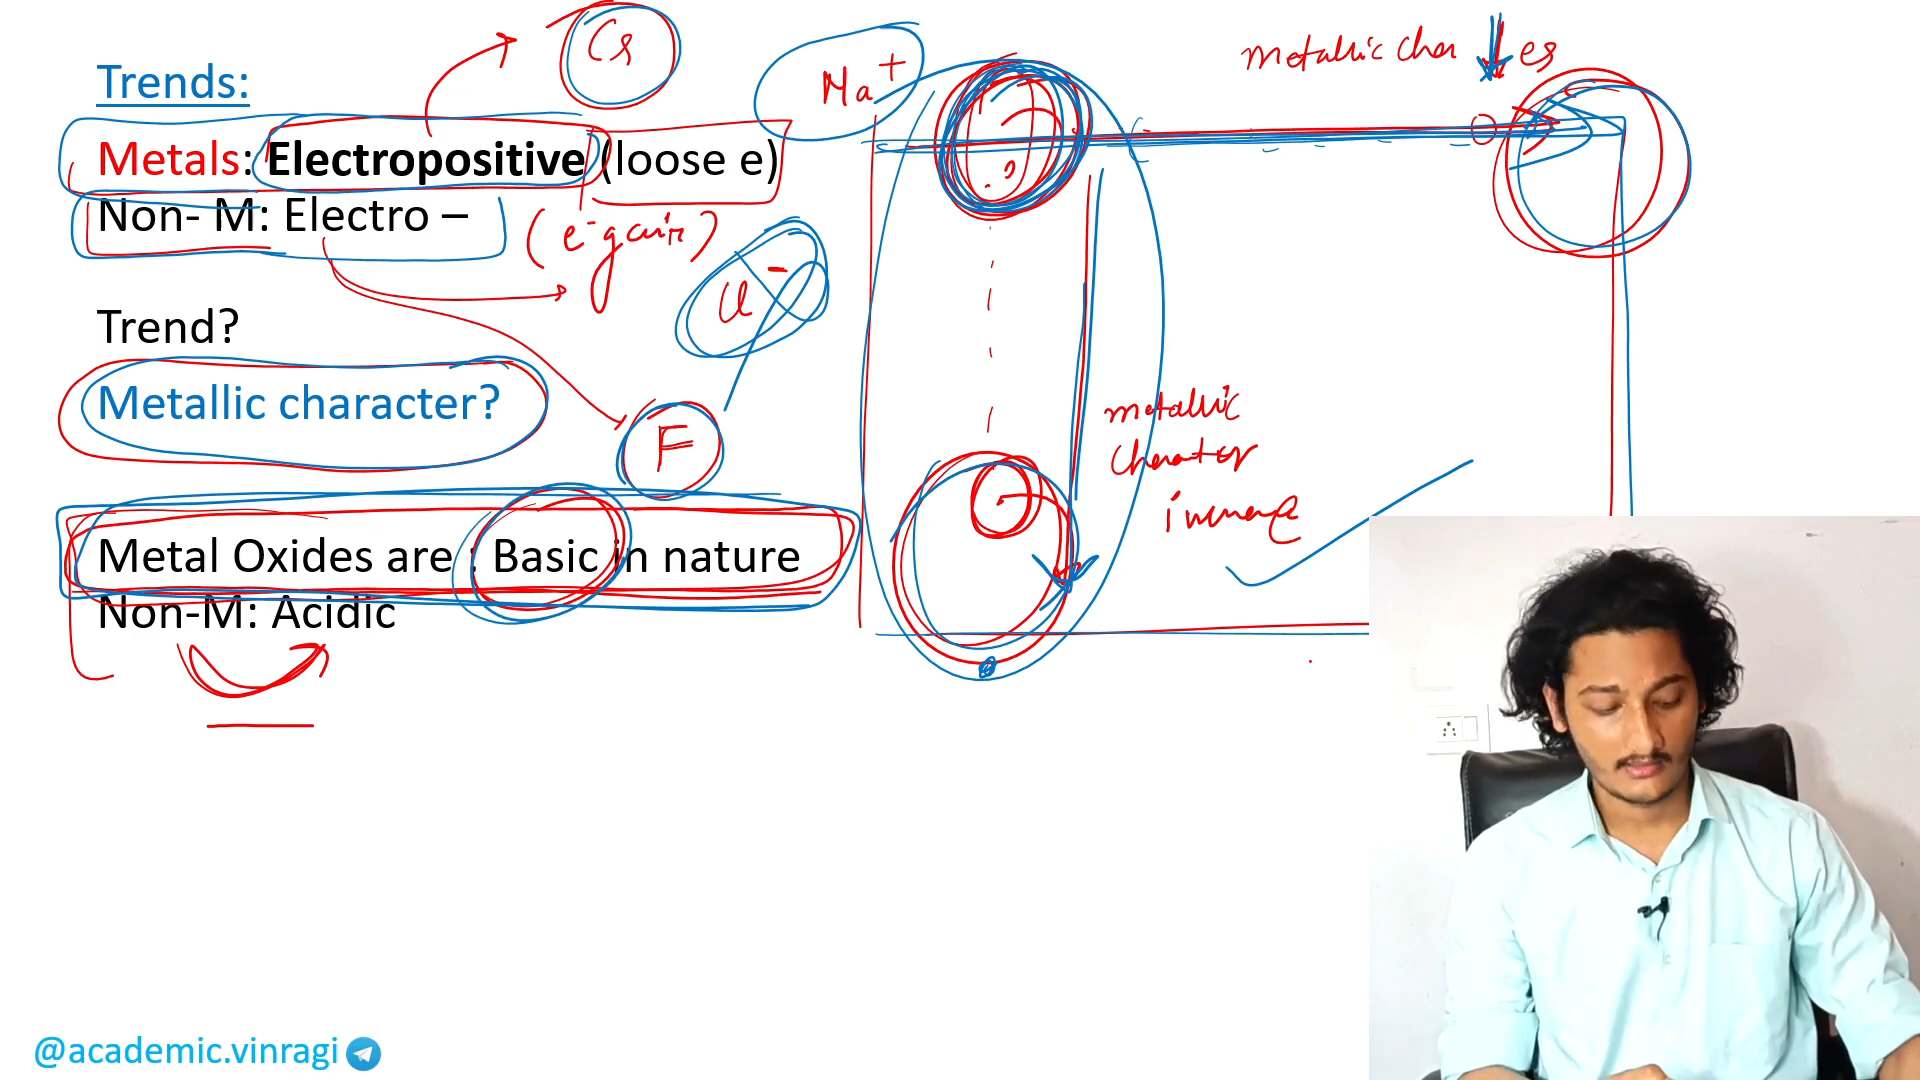 Trends:
Metals: Electropositive (loose e)
Non- M: Electro –
(e⁻ gain)
Trend?
Metallic character?
Metal Oxides are : Basic in nature
Non-M: Acidic
Cs
Na+
Cl -
F
Metallic Char es
metallic
Character
increase
@academic.vinragi